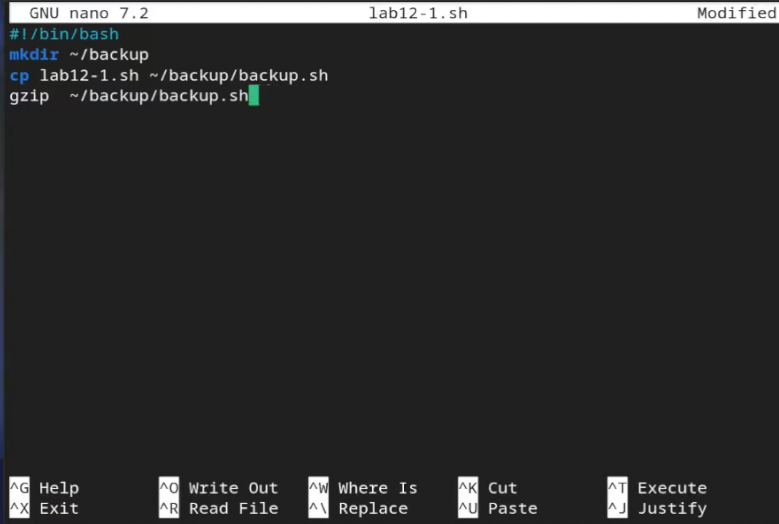 GNU nano 7.2 lab12-1.sh Modified
#!/bin/bash
mkdir ~/backup
cp lab12-1.sh ~/backup/backup.sh
gzip  ~/backup/backup.sh
^G Help ^O Write Out ^W Where Is ^K Cut ^T Execute
^X Exit ^R Read File ^\ Replace ^U Paste ^J Justify